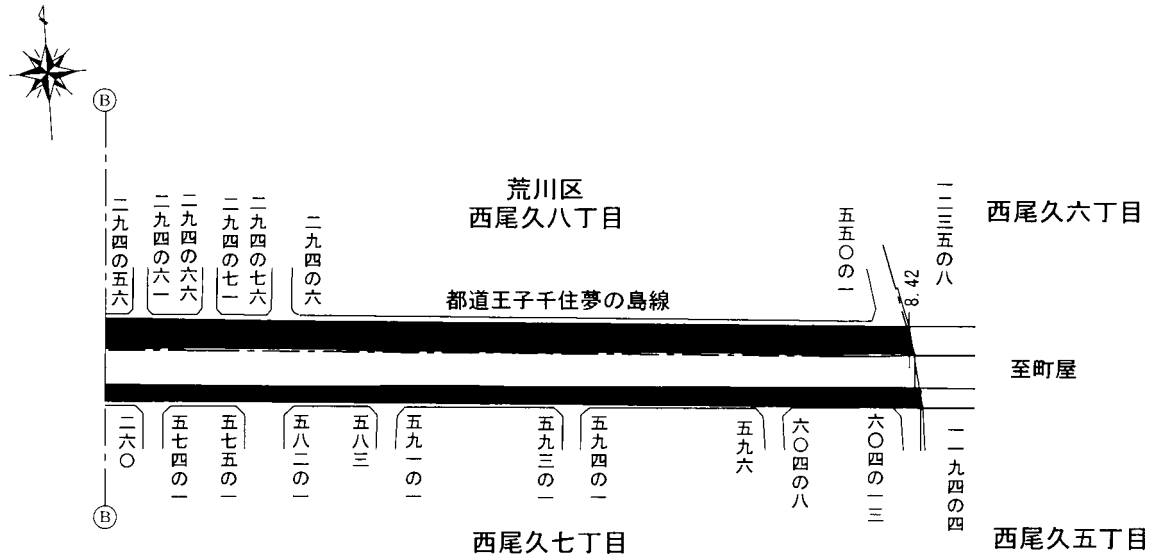 Ⓑ
二九四の五六
二九四の六一
二九四の六六
二九四の七一
二九四の七六
二九四の六
荒川区
西尾久八丁目
五五〇の一
一二三五の八
西尾久六丁目
8.42
都道王子千住夢の島線
至町屋
二六〇
五七四の一
五七五の一
五八二の一
五八三
五九一の一
五九三の一
五九四の一
五九六
六〇四の八
六〇四の一三
一一九四の四
Ⓑ
西尾久七丁目
西尾久五丁目